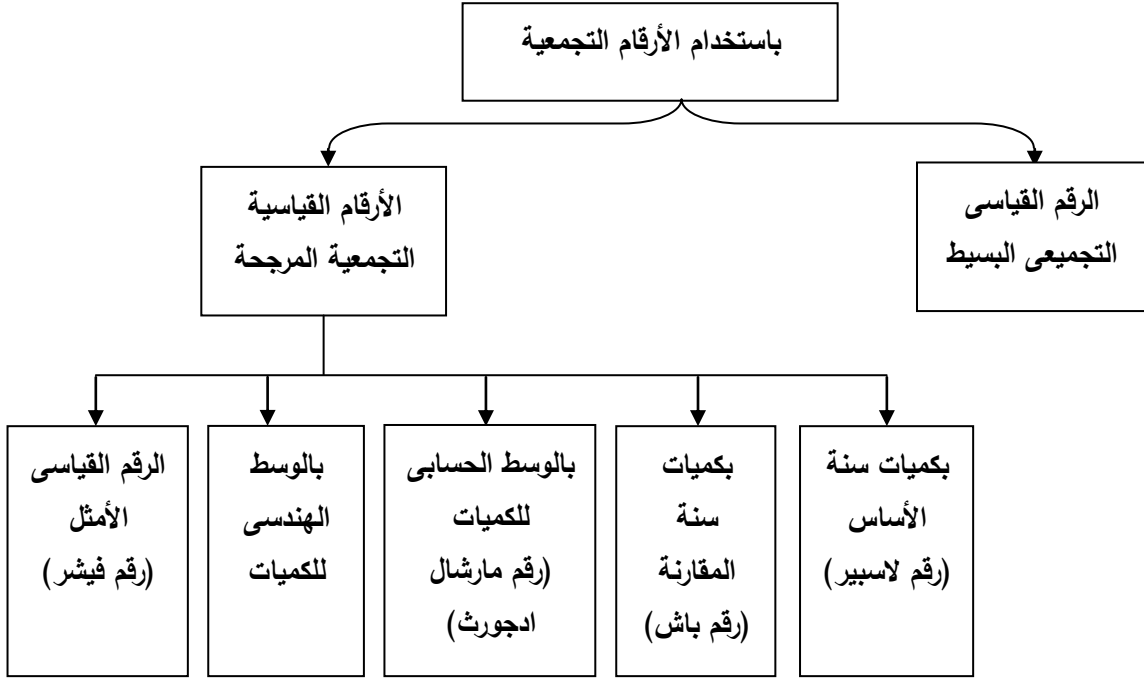 باستخدام الأرقام التجمعية
الرقم القياسى
التجميعى البسيط
الأرقام القياسية
التجمعية المرجحة
بكميات سنة
الأساس
(رقم لاسبير)
بكميات
سنة
المقارنة
(رقم باش)
بالوسط الحسابى
للكميات
(رقم مارشال
ادجورث)
بالوسط
الهندسى
للكميات
الرقم القياسى
الأمثل
(رقم فيشر)